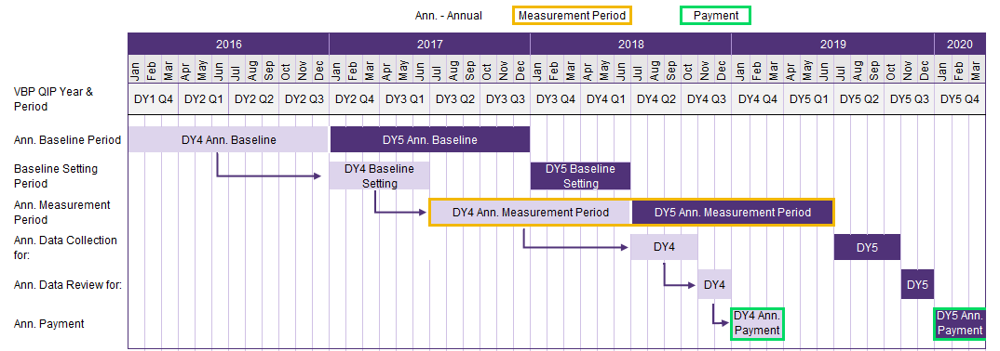 Ann. - Annual Measurement Period Payment
2016 2017 2018 2019 2020
Jan Feb Mar Apr May Jun Jul Aug Sep Oct Nov Dec Jan Feb Mar Apr May Jun Jul Aug Sep Oct Nov Dec Jan Feb Mar Apr May Jun Jul Aug Sep Oct Nov Dec Jan Feb Mar Apr May Jun Jul Aug Sep Oct Nov Dec Jan Feb Mar
VBP QIP Year &
Period
DY1 Q4 DY2 Q1 DY2 Q2 DY2 Q3 DY2 Q4 DY3 Q1 DY3 Q2 DY3 Q3 DY3 Q4 DY4 Q1 DY4 Q2 DY4 Q3 DY4 Q4 DY5 Q1 DY5 Q2 DY5 Q3 DY5 Q4
Ann. Baseline Period DY4 Ann. Baseline DY5 Ann. Baseline
Baseline Setting
Period
DY4 Baseline
Setting
DY5 Baseline
Setting
Ann. Measurement
Period
DY4 Ann. Measurement Period DY5 Ann. Measurement Period
Ann. Data Collection
for:
DY4 DY5
Ann. Data Review for: DY4 DY5
Ann. Payment
DY4 Ann.
Payment
DY5 Ann.
Payment